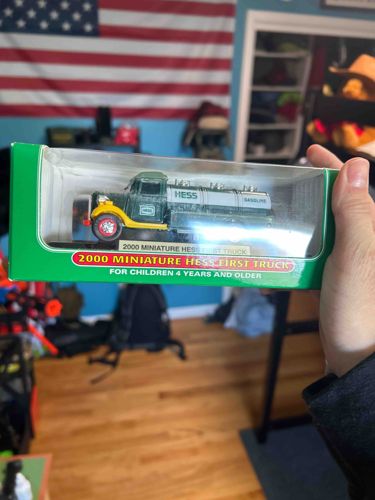 HESS
GASOLINE
2000 MINIATURE HESS FIRST TRUCK
2000 MINIATURE HESS FIRST TRUCK
FOR CHILDREN 4 YEARS AND OLDER